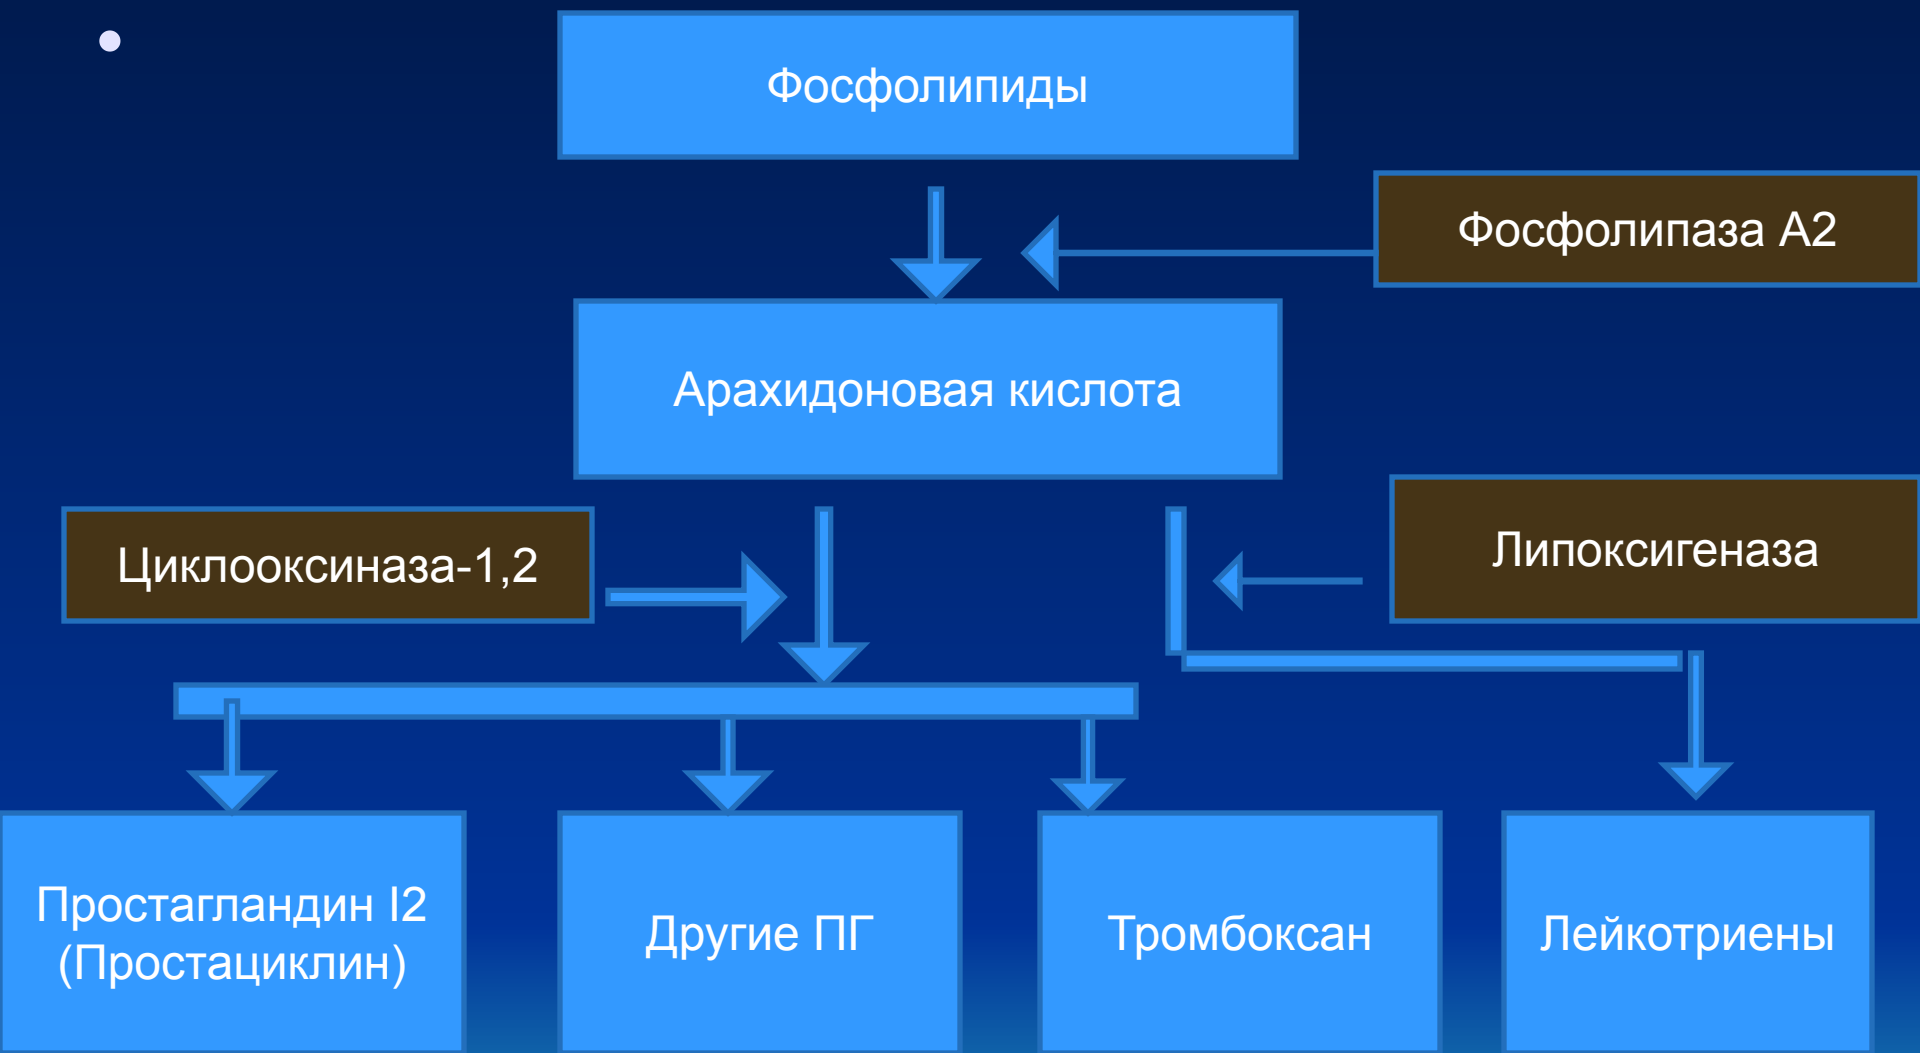 Фосфолипиды
Фосфолипаза А2
Арахидоновая кислота
Циклооксиназа-1,2
Липоксигеназа
Простагландин I2
(Простациклин)
Другие ПГ
Тромбоксан
Лейкотриены